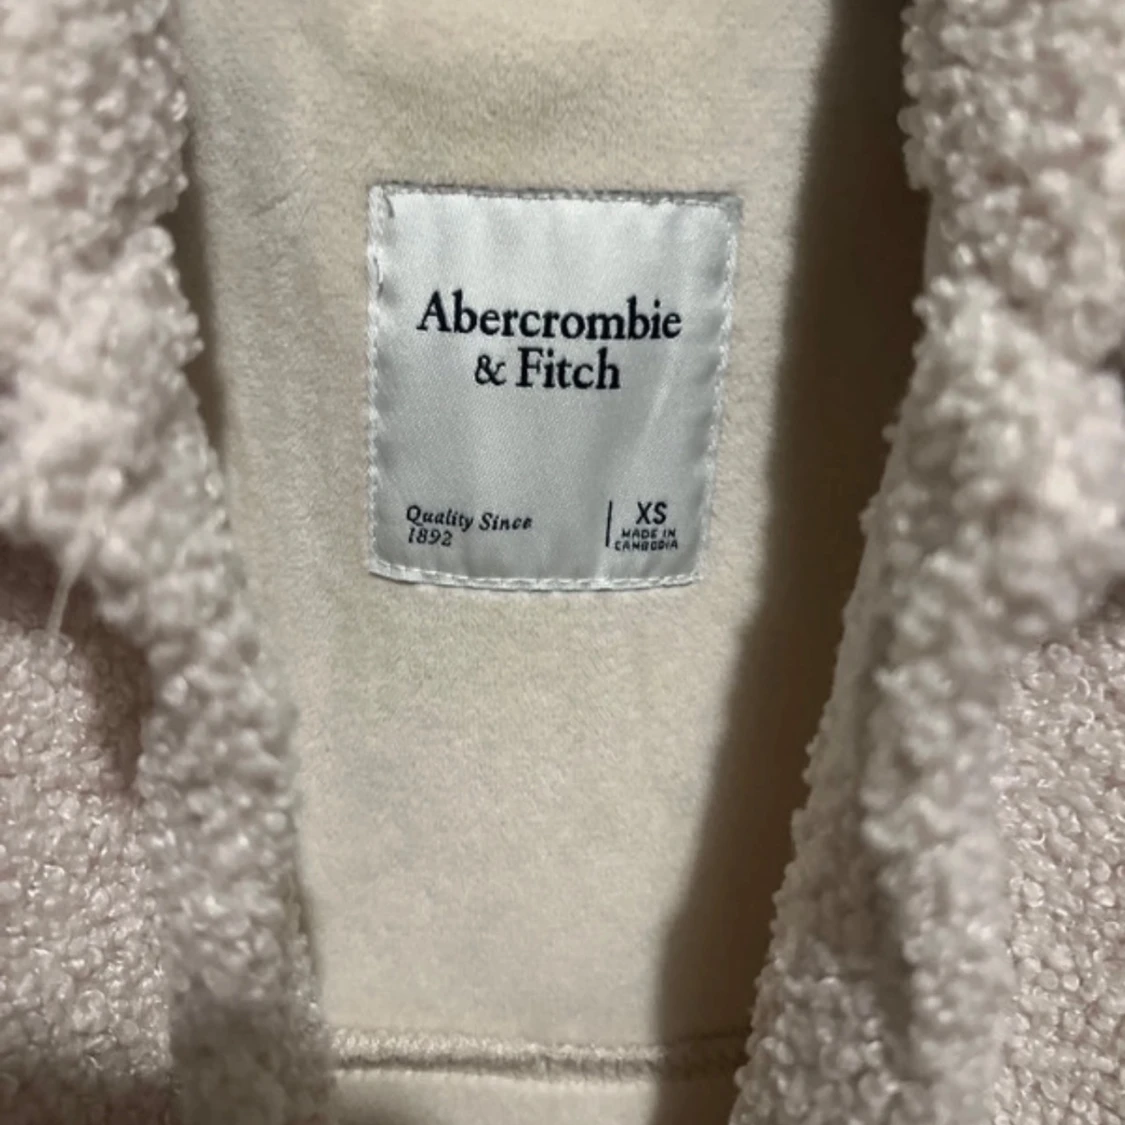 Abercrombie
& Fitch
Quality Since
1892
XS
MADE IN
CAMBODIA